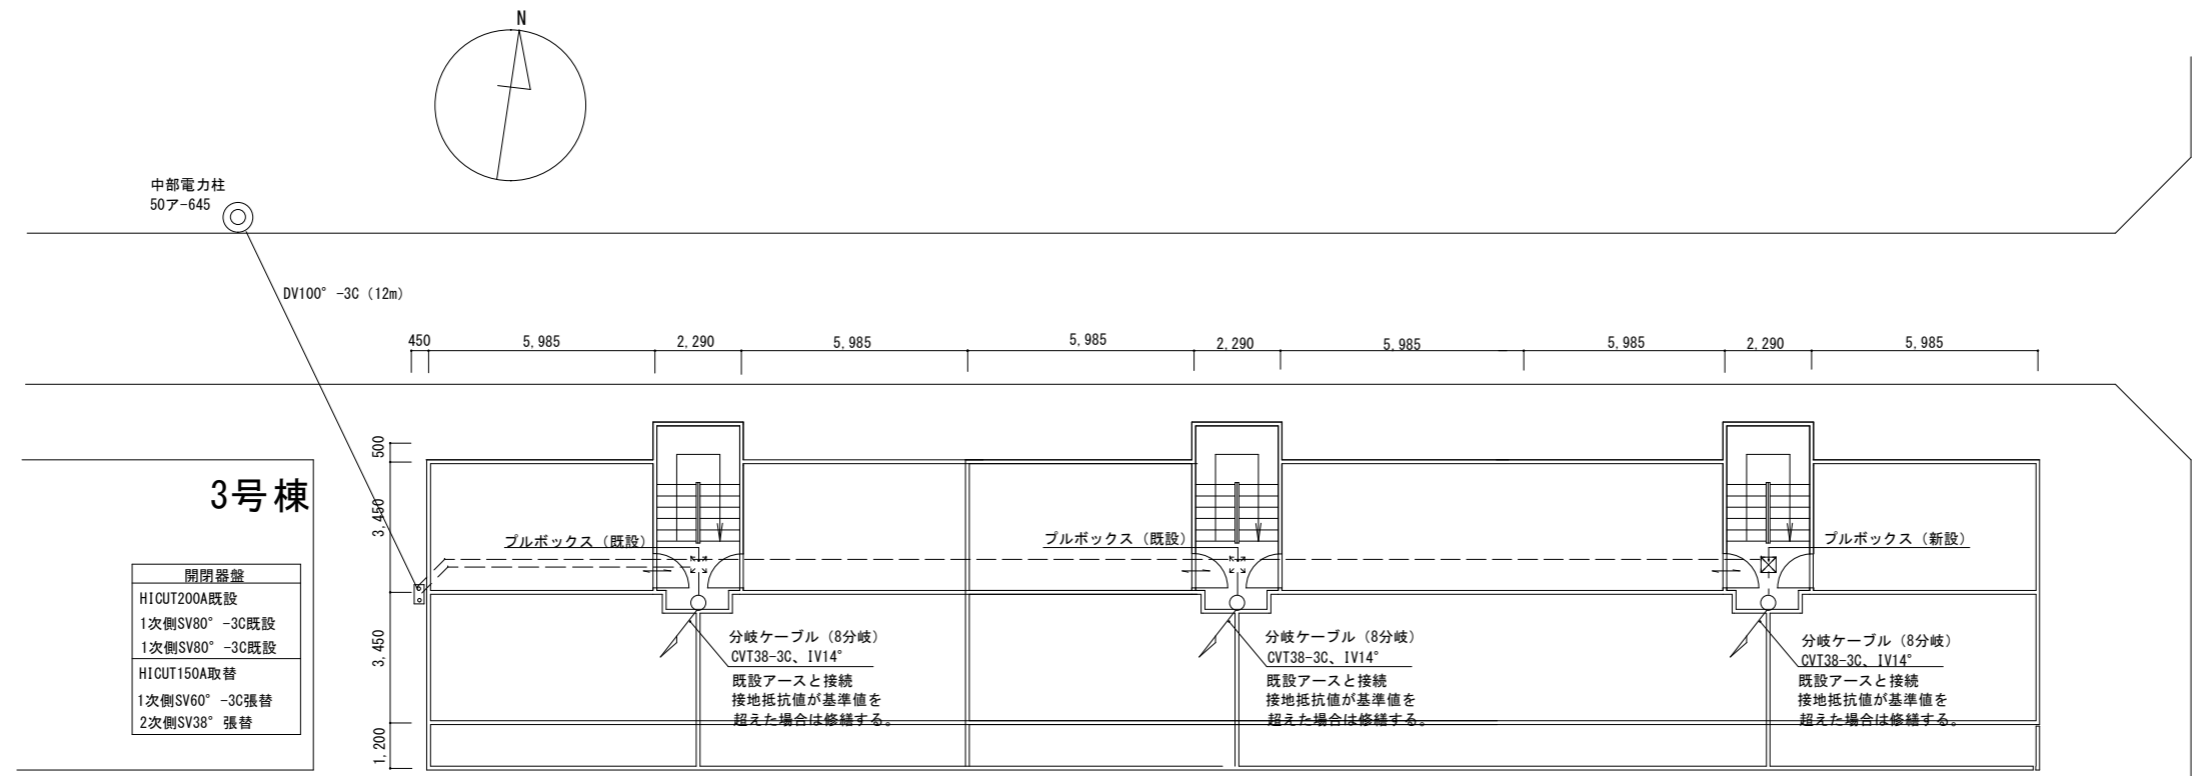 N
中部電力柱
50ア-645
DV100°-3C（12m）
450 5,985 2,290 5,985 5,985 2,290 5,985 5,985 2,290 5,985
500
3,450
3,450
1,200
3号棟
開閉器盤
HICUT200A既設
1次側SV80°-3C既設
1次側SV80°-3C既設
HICUT150A取替
1次側SV60°-3C張替
2次側SV38°張替
プルボックス（既設）
プルボックス（既設）
プルボックス（新設）
分岐ケーブル（8分岐）
CVT38-3C、IV14°
既設アースと接続
接地抵抗値が基準値を
超えた場合は修繕する。
分岐ケーブル（8分岐）
CVT38-3C、IV14°
既設アースと接続
接地抵抗値が基準値を
超えた場合は修繕する。
分岐ケーブル（8分岐）
CVT38-3C、IV14°
既設アースと接続
接地抵抗値が基準値を
超えた場合は修繕する。